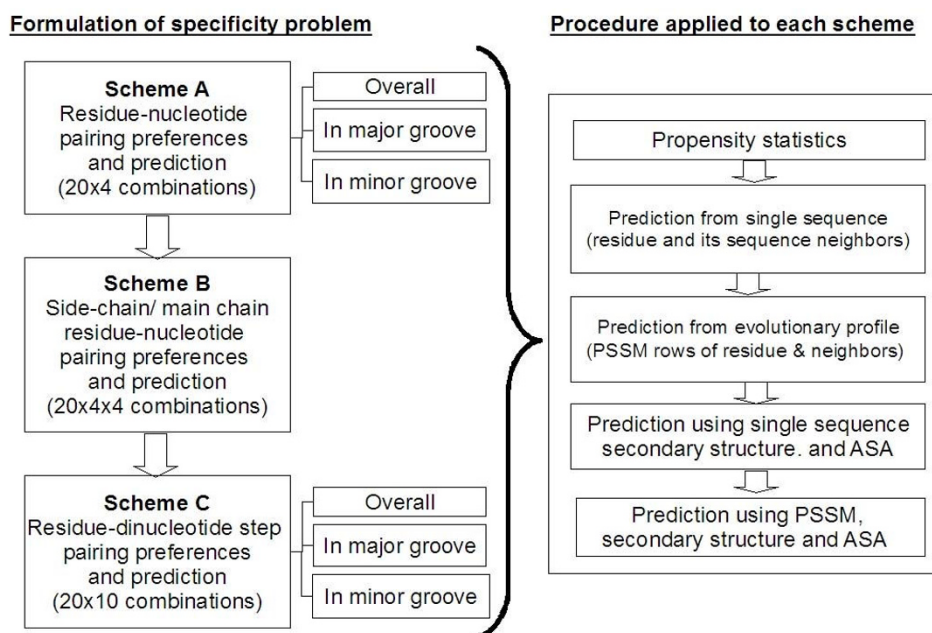 Formulation of specificity problem
Scheme A
Residue-nucleotide
pairing preferences
and prediction
(20x4 combinations)
Overall
In major groove
In minor groove
Scheme B
Side-chain/ main chain
residue-nucleotide
pairing preferences
and prediction
(20x4x4 combinations)
Scheme C
Residue-dinucleotide step
pairing preferences
and prediction
(20x10 combinations)
Overall
In major groove
In minor groove
Procedure applied to each scheme
Propensity statistics
Prediction from single sequence
(residue and its sequence neighbors)
Prediction from evolutionary profile
(PSSM rows of residue & neighbors)
Prediction using single sequence
secondary structure. and ASA
Prediction using PSSM,
secondary structure and ASA